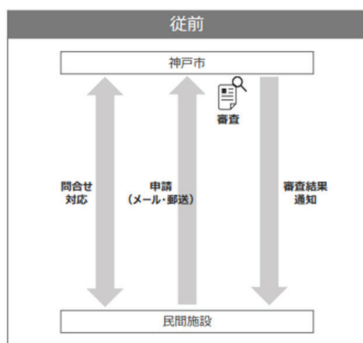 従前
神戸市
審査
問合せ
対応
申請
（メール・郵送）
審査結果
通知
民間施設